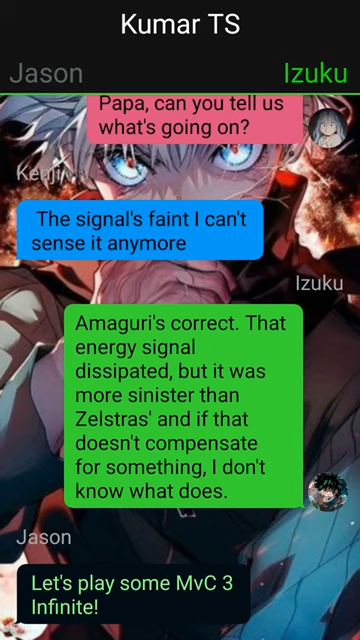 Kumar TS
Jason
Izuku
Papa, can you tell us
what's going on?
Kenji
The signal's faint I can't
sense it anymore
Izuku
Amaguri's correct. That
energy signal
dissipated, but it was
more sinister than
Zelstras' and if that
doesn't compensate
for something, I don't
know what does.
Jason
Let's play some MvC 3
Infinite!